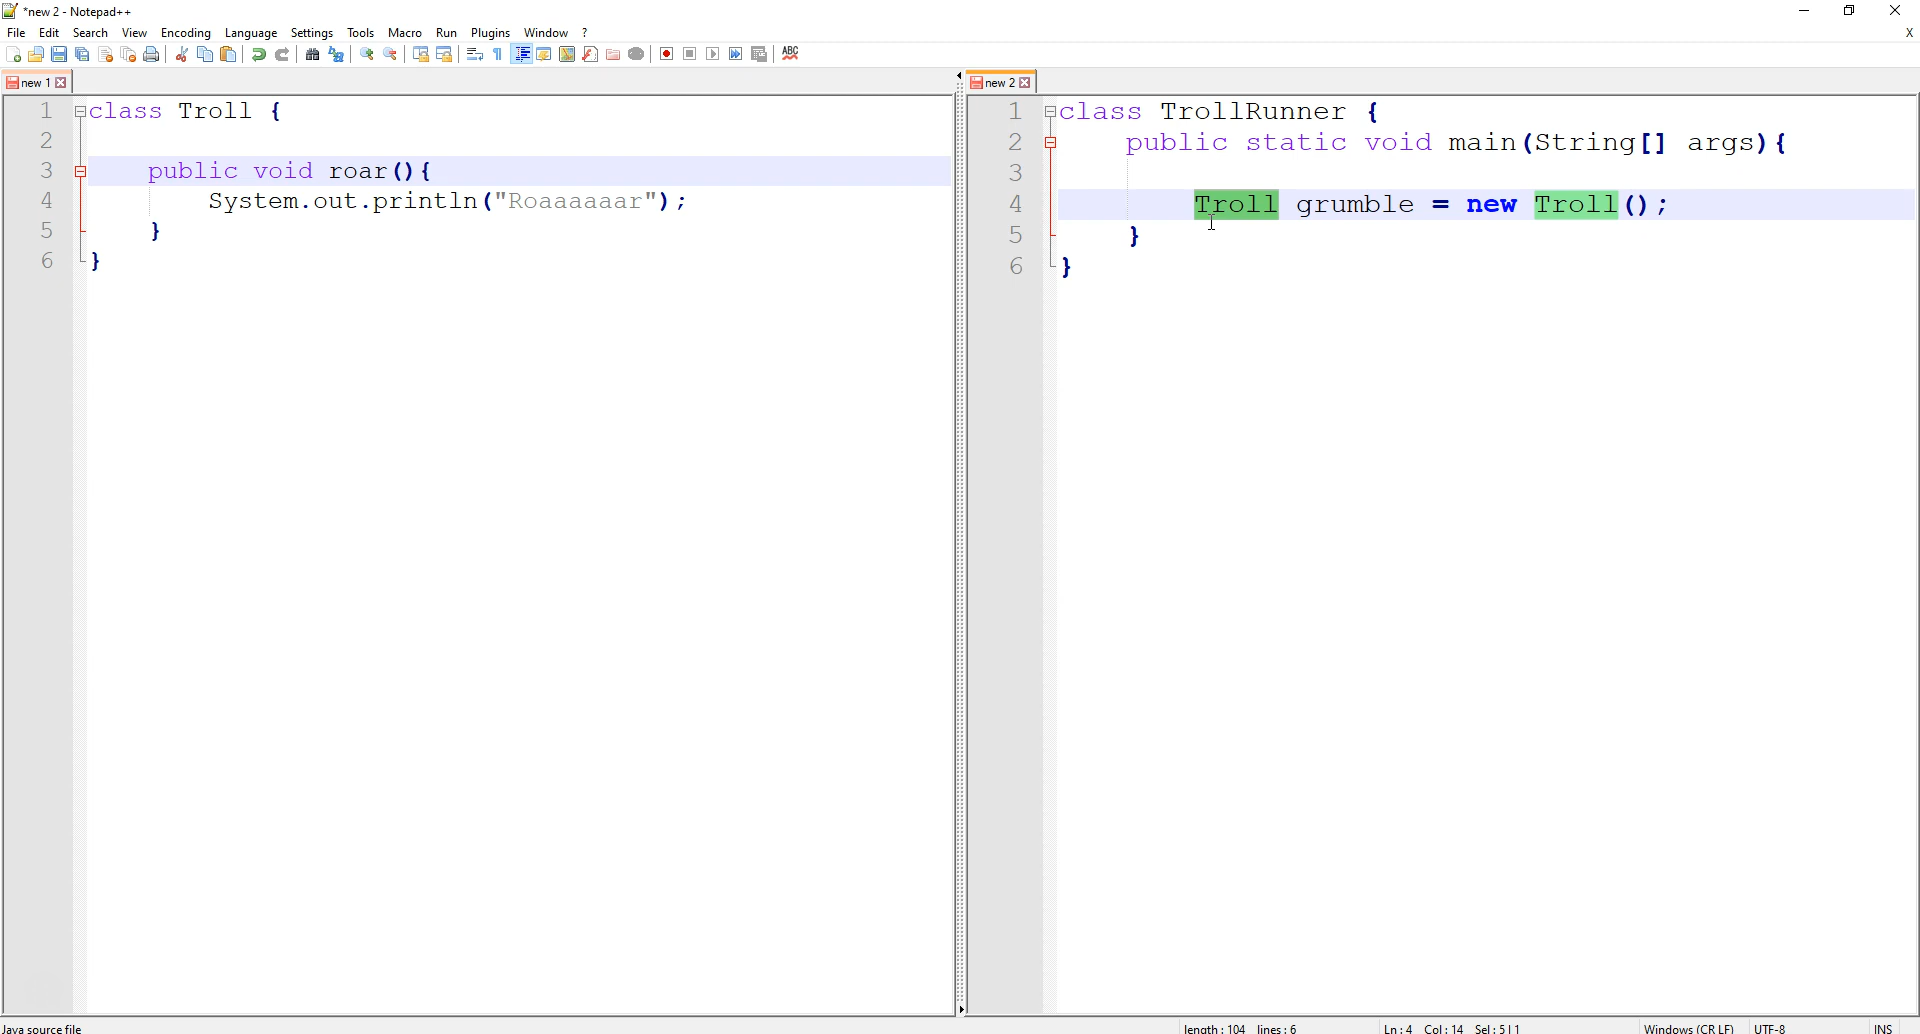 *new 2 - Notepad++
File Edit Search View Encoding Language Settings Tools Macro Run Plugins Window ? X
ABC
new 1
1 class Troll {
2
3 public void roar(){
4 System.out.println("Roaaaaaar");
5 }
6 }
new 2
1 class TrollRunner {
2 public static void main(String[] args){
3
4 Troll grumble = new Troll();
5 }
6 }
Java source file length : 104 lines : 6 Ln : 4 Col : 14 Sel : 5 | 1 Windows (CR LF) UTF-8 INS